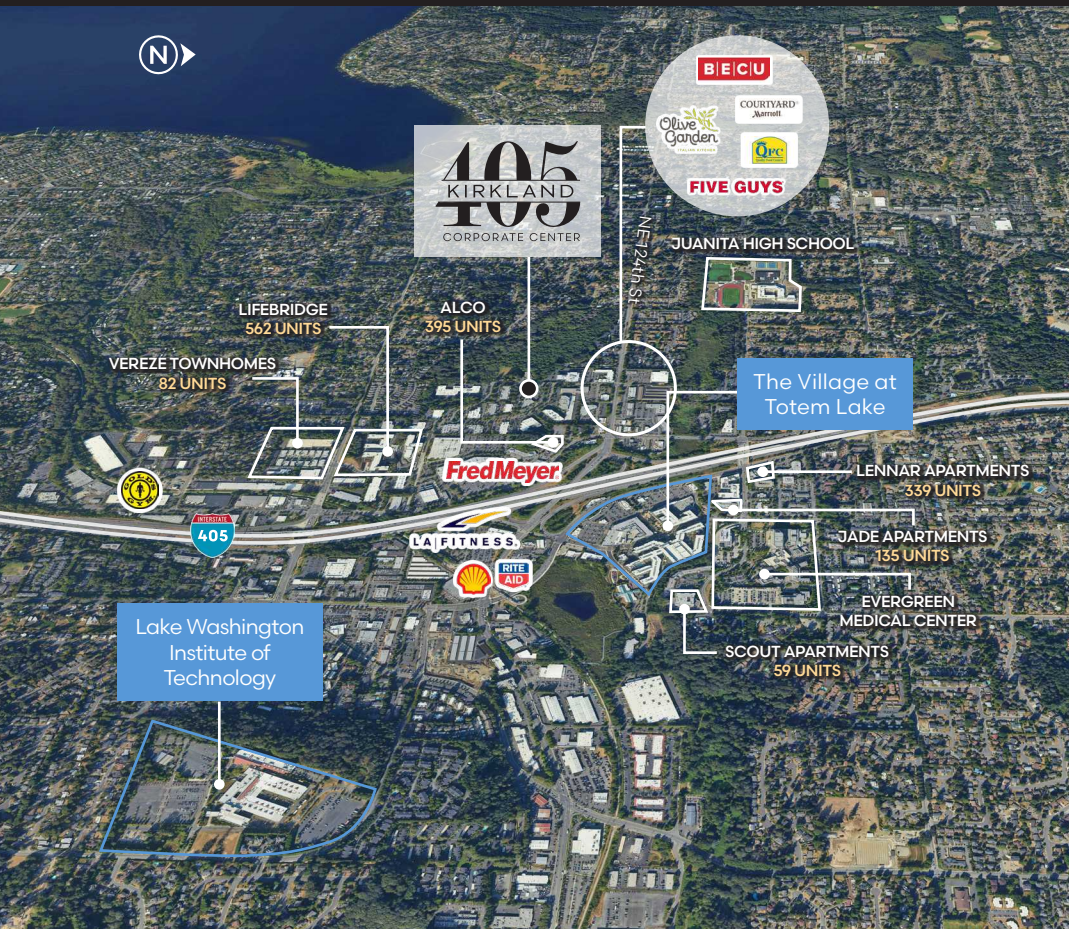 N
BECU
COURTYARD
Marriott
Olive
Garden
ITALIAN KITCHEN
QFC
FIVE GUYS
405
KIRKLAND
CORPORATE CENTER
NE 124th St.
JUANITA HIGH SCHOOL
LIFEBRIDGE
562 UNITS
ALCO
395 UNITS
VEREZE TOWNHOMES
82 UNITS
The Village at
Totem Lake
FredMeyer
GOLD'S
GYM
LENNAR APARTMENTS
339 UNITS
INTERSTATE
405
LA|FITNESS.
JADE APARTMENTS
135 UNITS
RITE
AID
EVERGREEN
MEDICAL CENTER
Lake Washington
Institute of
Technology
SCOUT APARTMENTS
59 UNITS